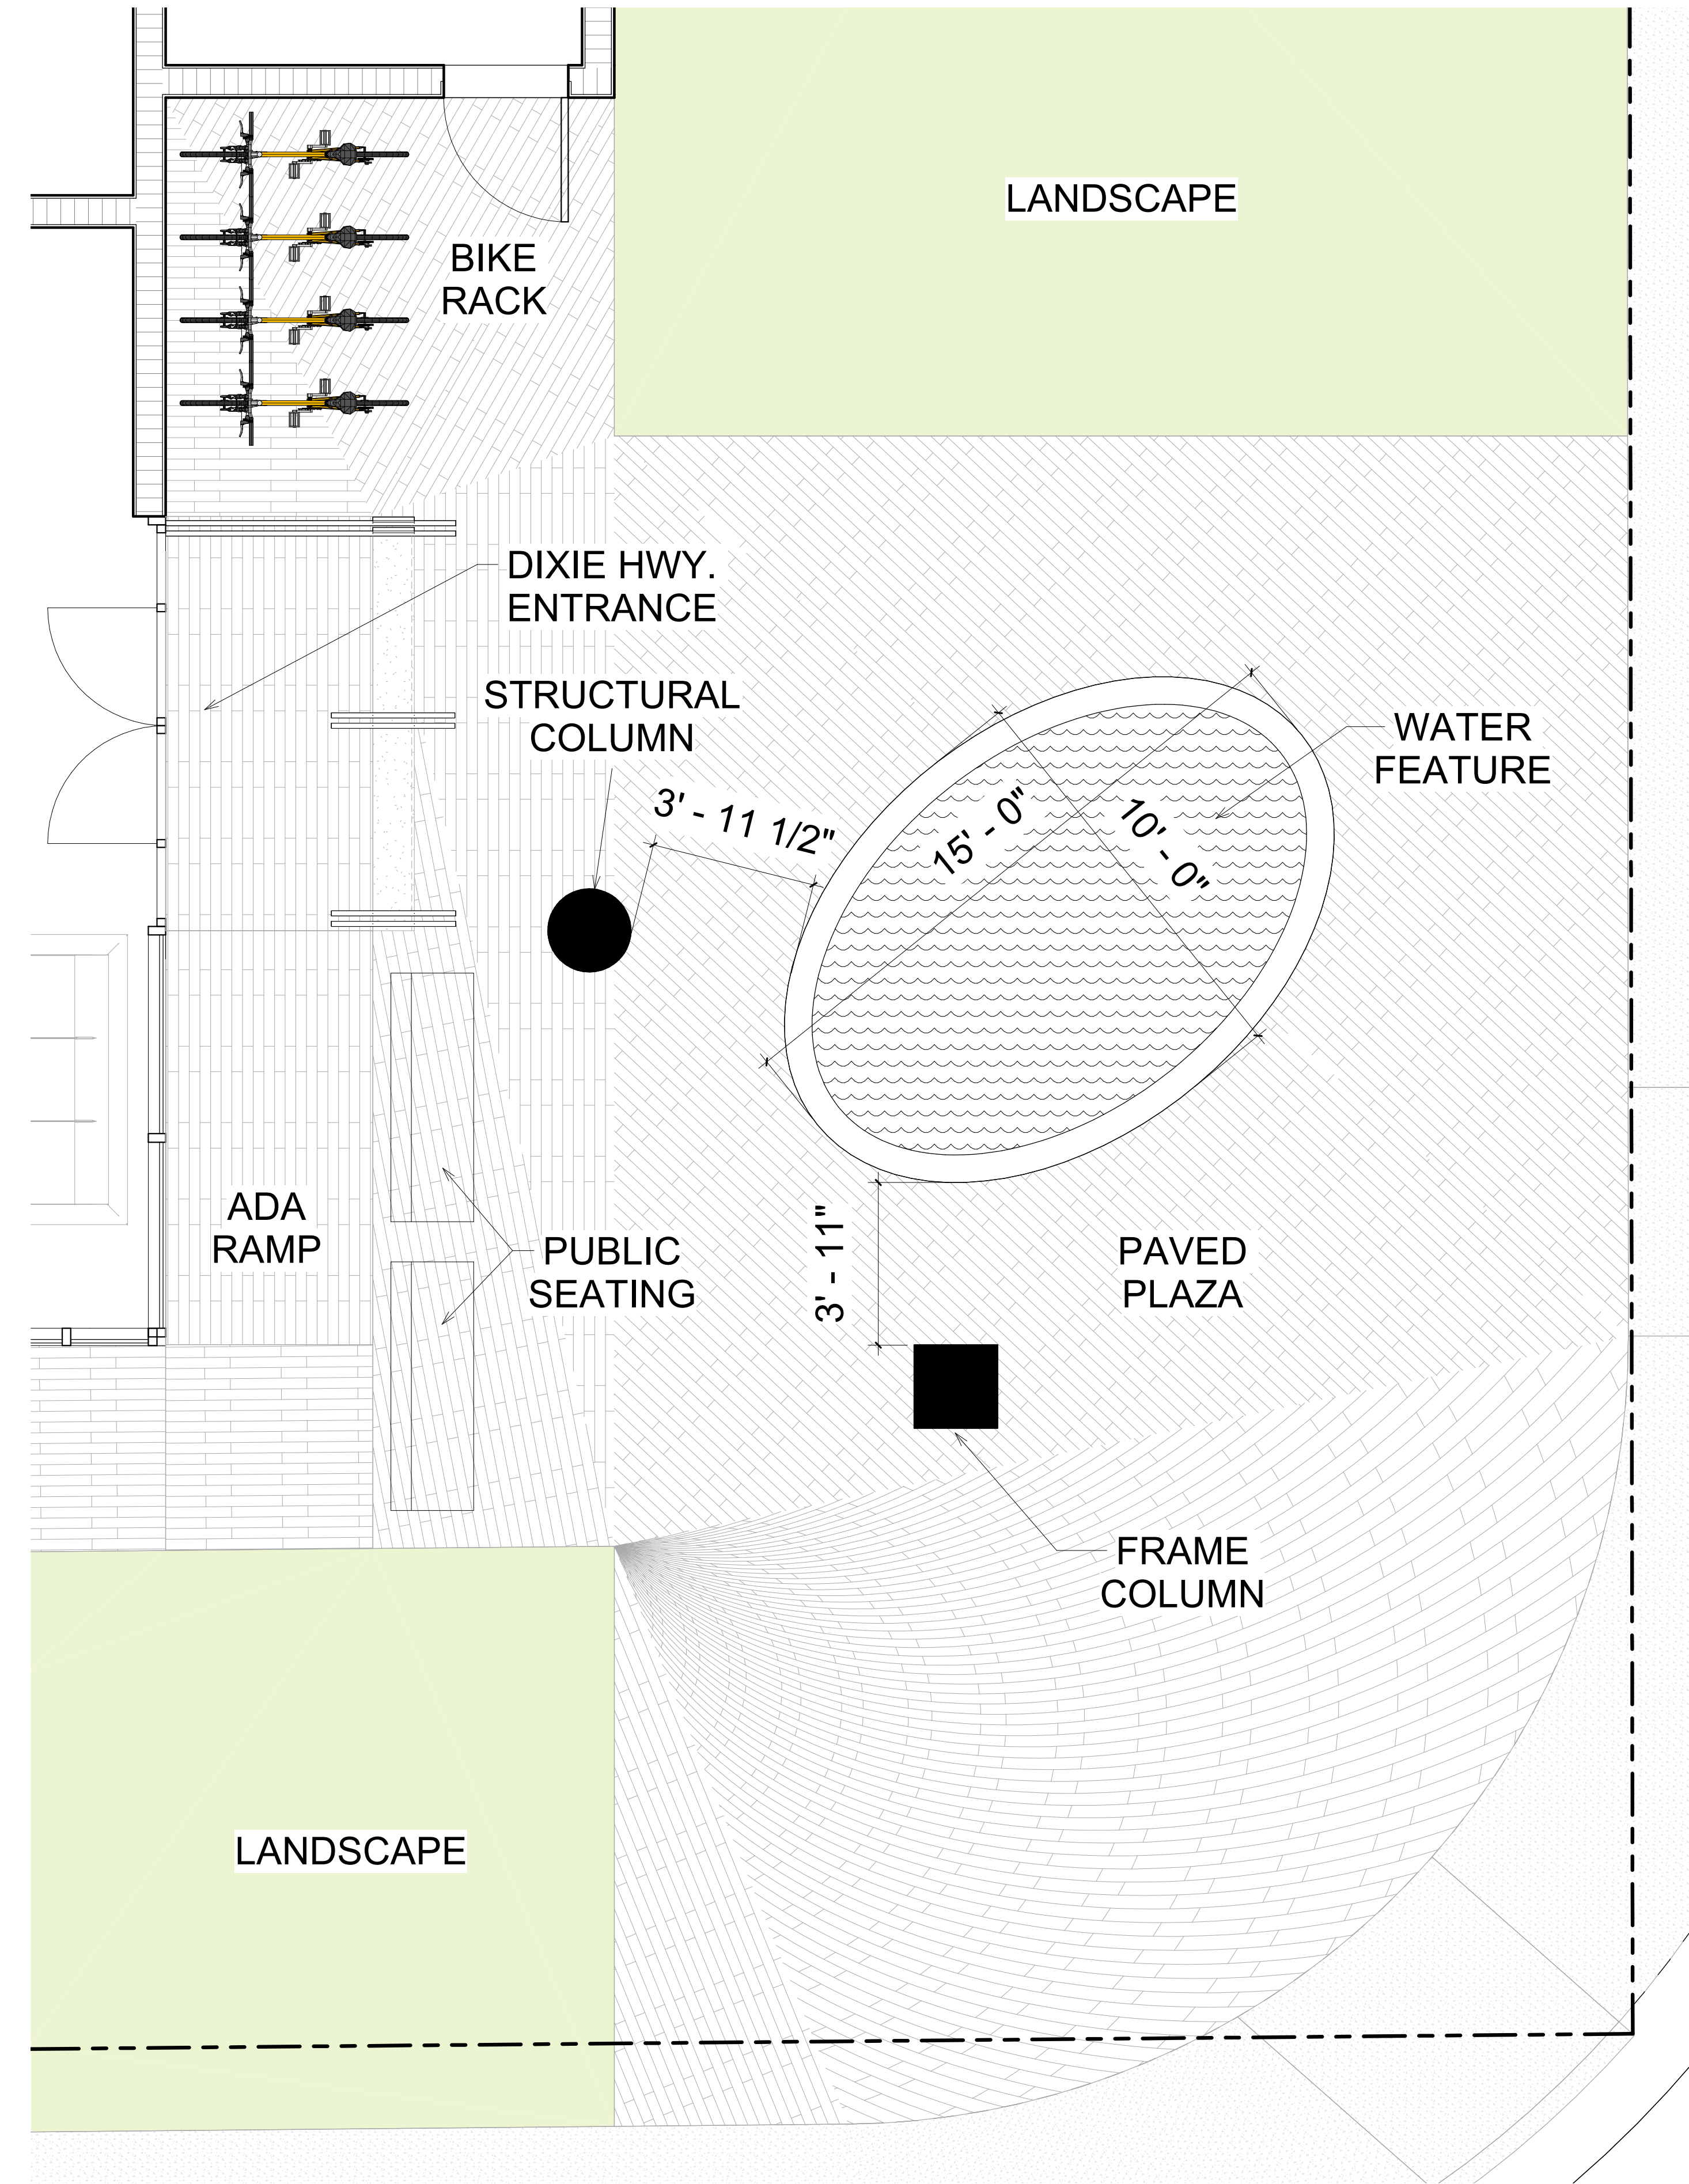 LANDSCAPE
BIKE
RACK
DIXIE HWY.
ENTRANCE
STRUCTURAL
COLUMN
WATER
FEATURE
3' - 11 1/2"
15' - 0"
10' - 0"
ADA
RAMP
3' - 11"
PUBLIC
SEATING
PAVED
PLAZA
FRAME
COLUMN
LANDSCAPE